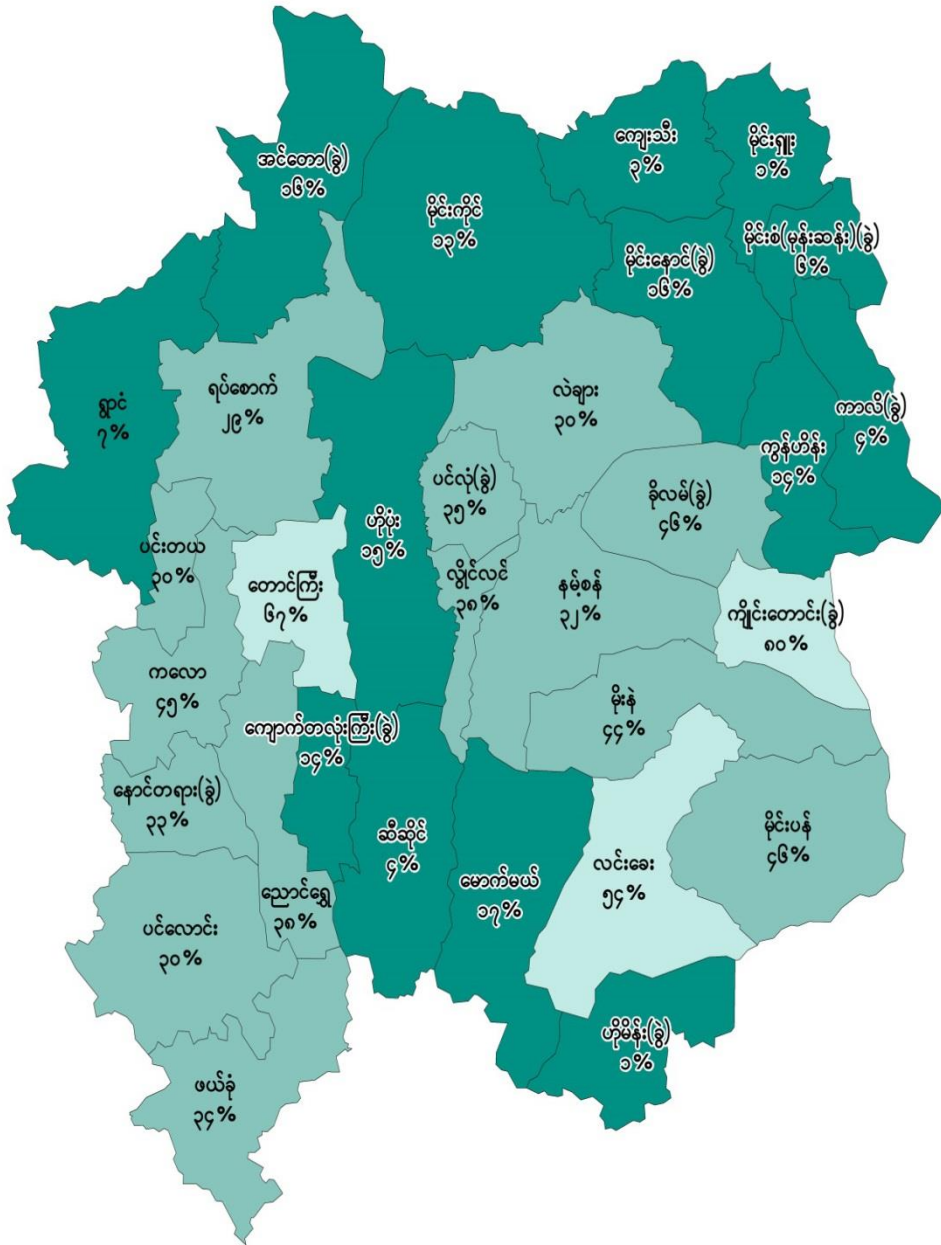 ကျေးသီး
၃%
မိုင်းရှူး
၁%
အင်တော(ခွဲ)
၁၆%
မိုင်းကိုင်
၁၃%
မိုင်းစံ(မုန်းဆန်း)(ခွဲ)
၆%
မိုင်းနောင်(ခွဲ)
၁၆%
ရပ်စောက်
၂၉%
လဲချား
၃၀%
ရွာငံ
၇%
ကာလိ(ခွဲ)
၄%
ကွန်ဟိန်း
၁၄%
ပင်လုံ(ခွဲ)
၃၅%
ခိုလမ်(ခွဲ)
၄၆%
ဟိုပုံး
၁၅%
ပင်းတယ
၃၀%
တောင်ကြီး
၆၇%
လွိုင်လင်
၃၈%
နမ့်စန်
၃၂%
ကျိုင်းတောင်း(ခွဲ)
၈၀%
ကလော
၄၅%
မိုးနဲ
၄၄%
ကျောက်တလုံးကြီး(ခွဲ)
၁၄%
နောင်တရား(ခွဲ)
၃၃%
ဆီဆိုင်
၄%
လင်းခေး
၅၄%
မိုင်းပန်
၄၆%
မောက်မယ်
၁၇%
ညောင်ရွှေ
၃၈%
ပင်လောင်း
၃၀%
ဟိုမိန်း(ခွဲ)
၁%
ဖယ်ခုံ
၃၄%